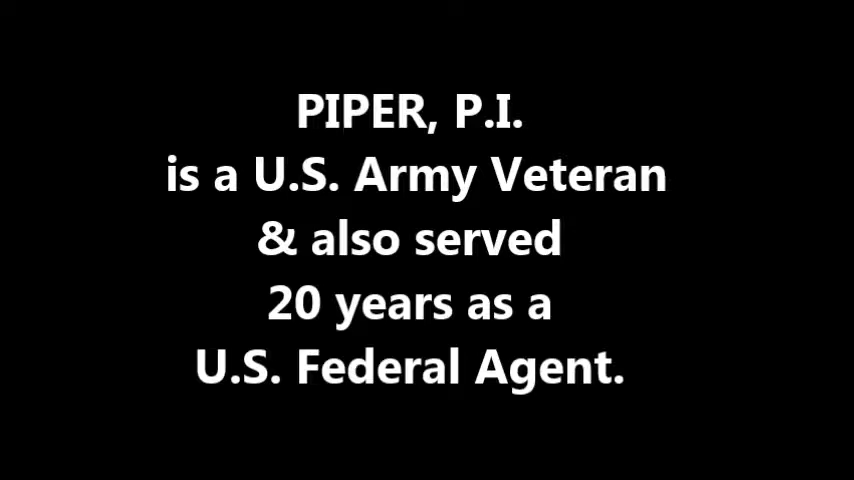 PIPER, P.I.
is a U.S. Army Veteran
& also served
20 years as a
U.S. Federal Agent.